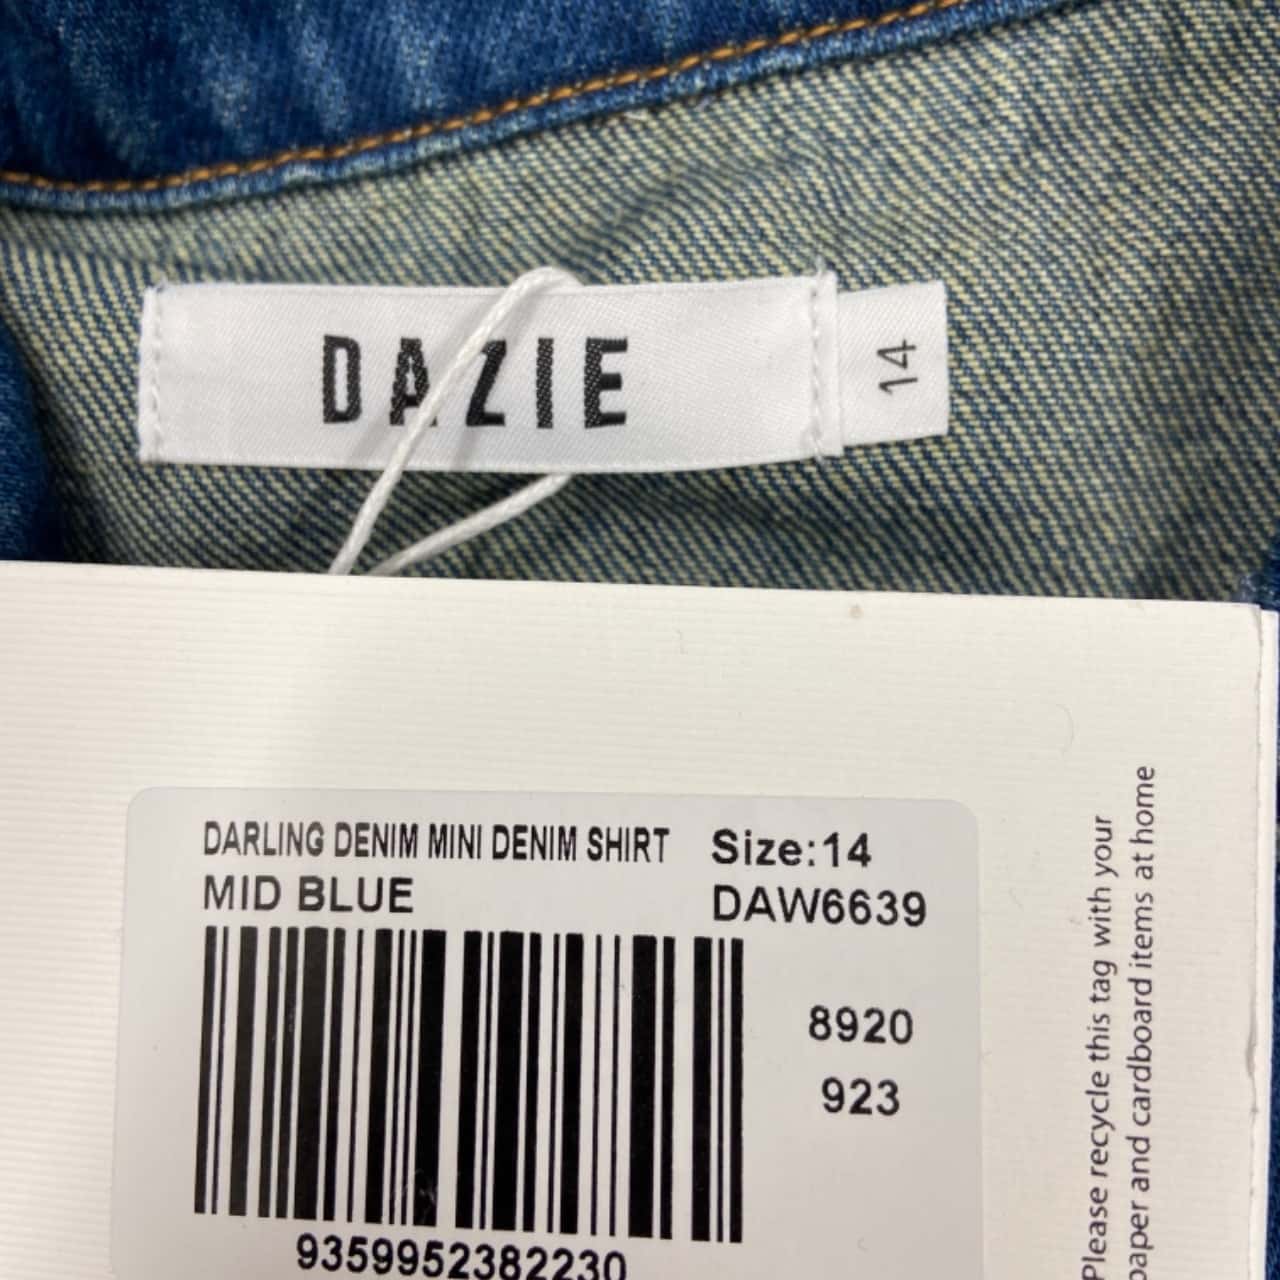 DAZIE
14
DARLING DENIM MINI DENIM SHIRT
MID BLUE
Size:14
DAW6639
8920
923
9359952382230
Please recycle this tag with your
paper and cardboard items at home